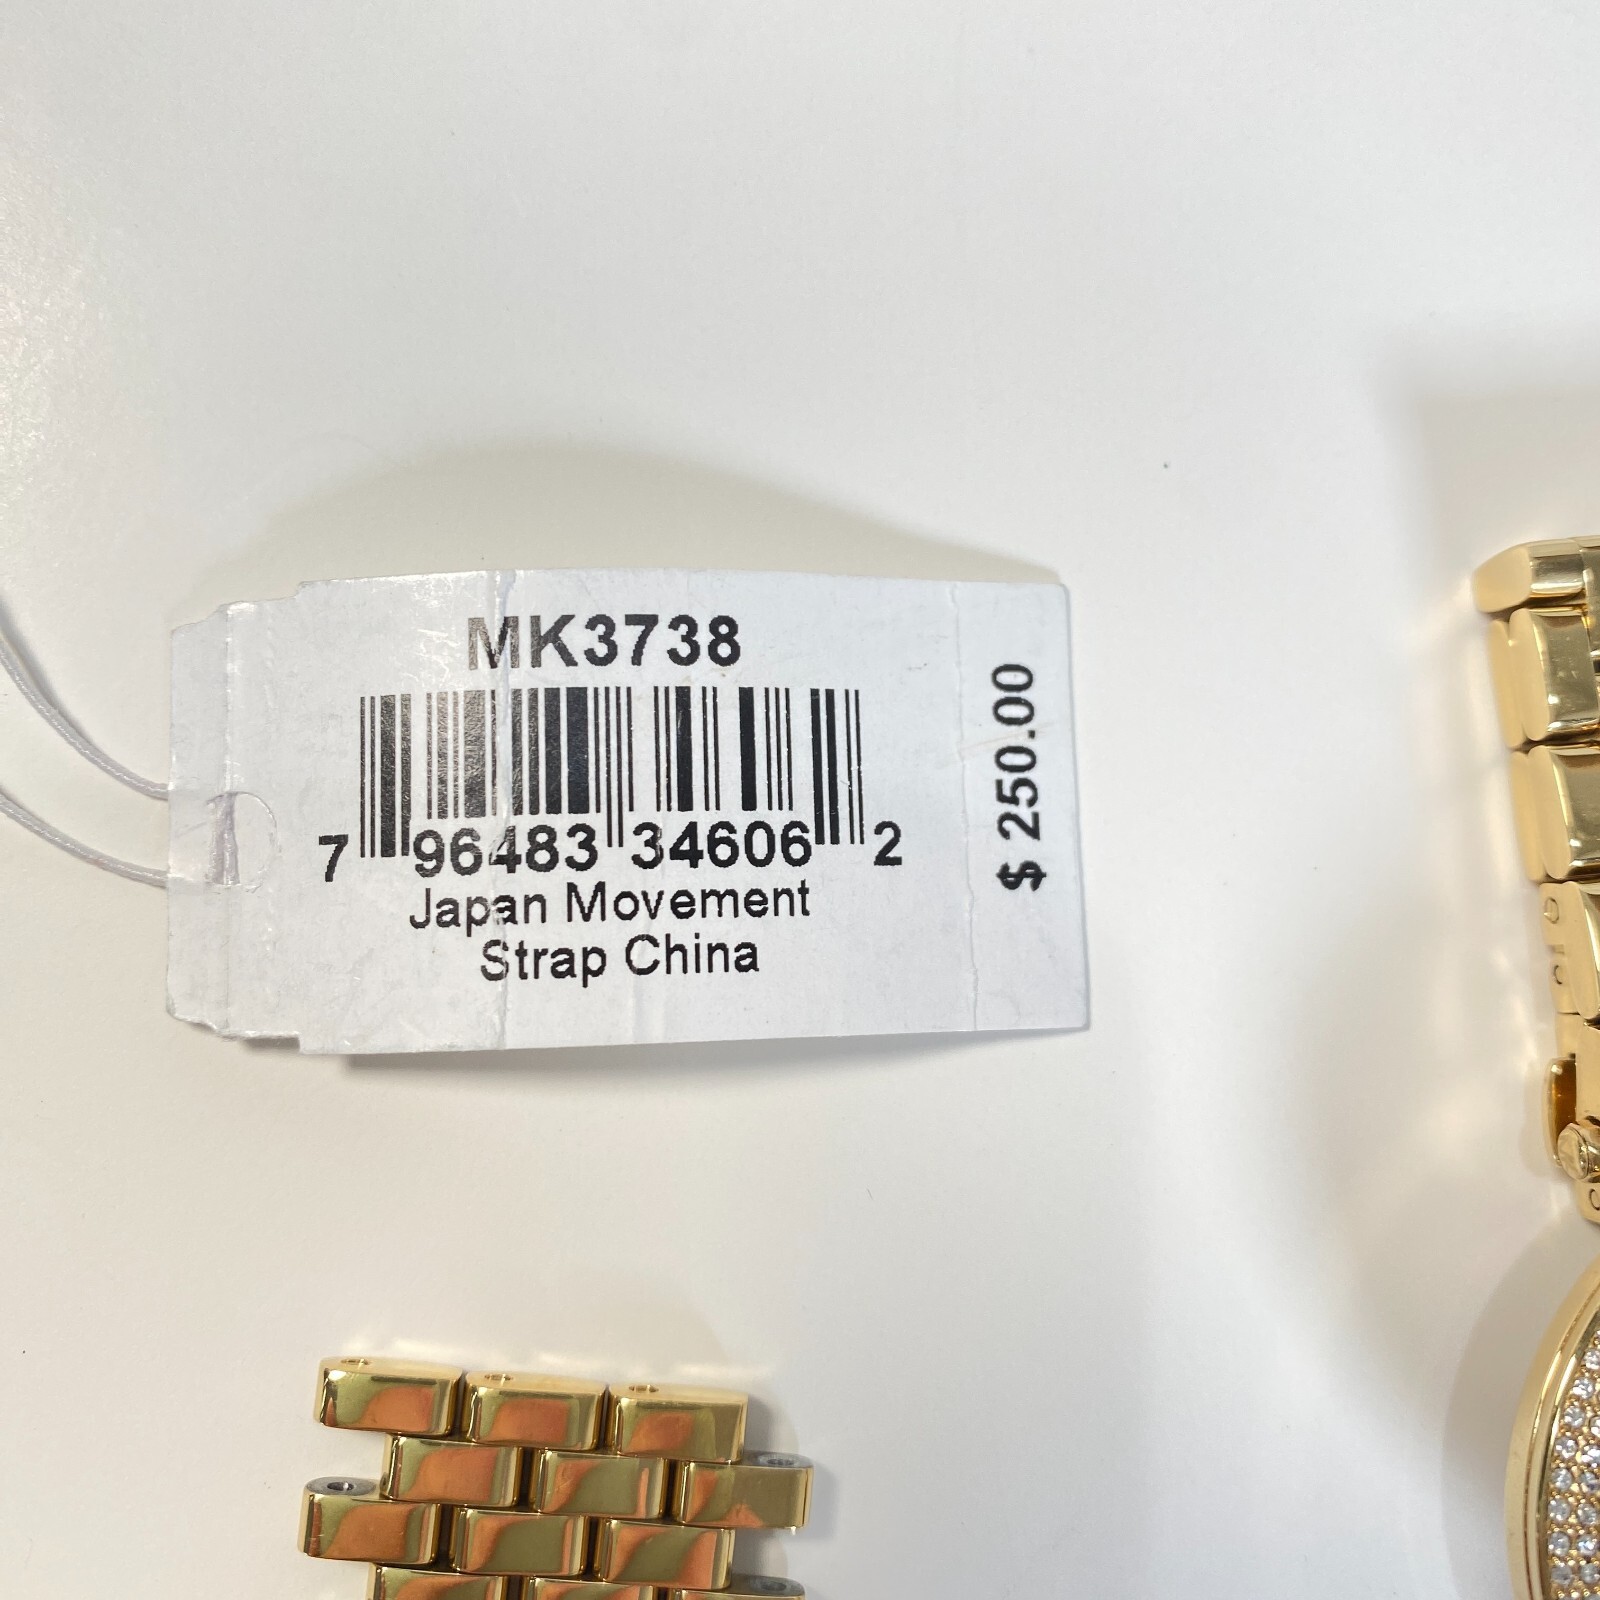 MK3738
7 96483 34606 2
Japan Movement
Strap China
$ 250.00